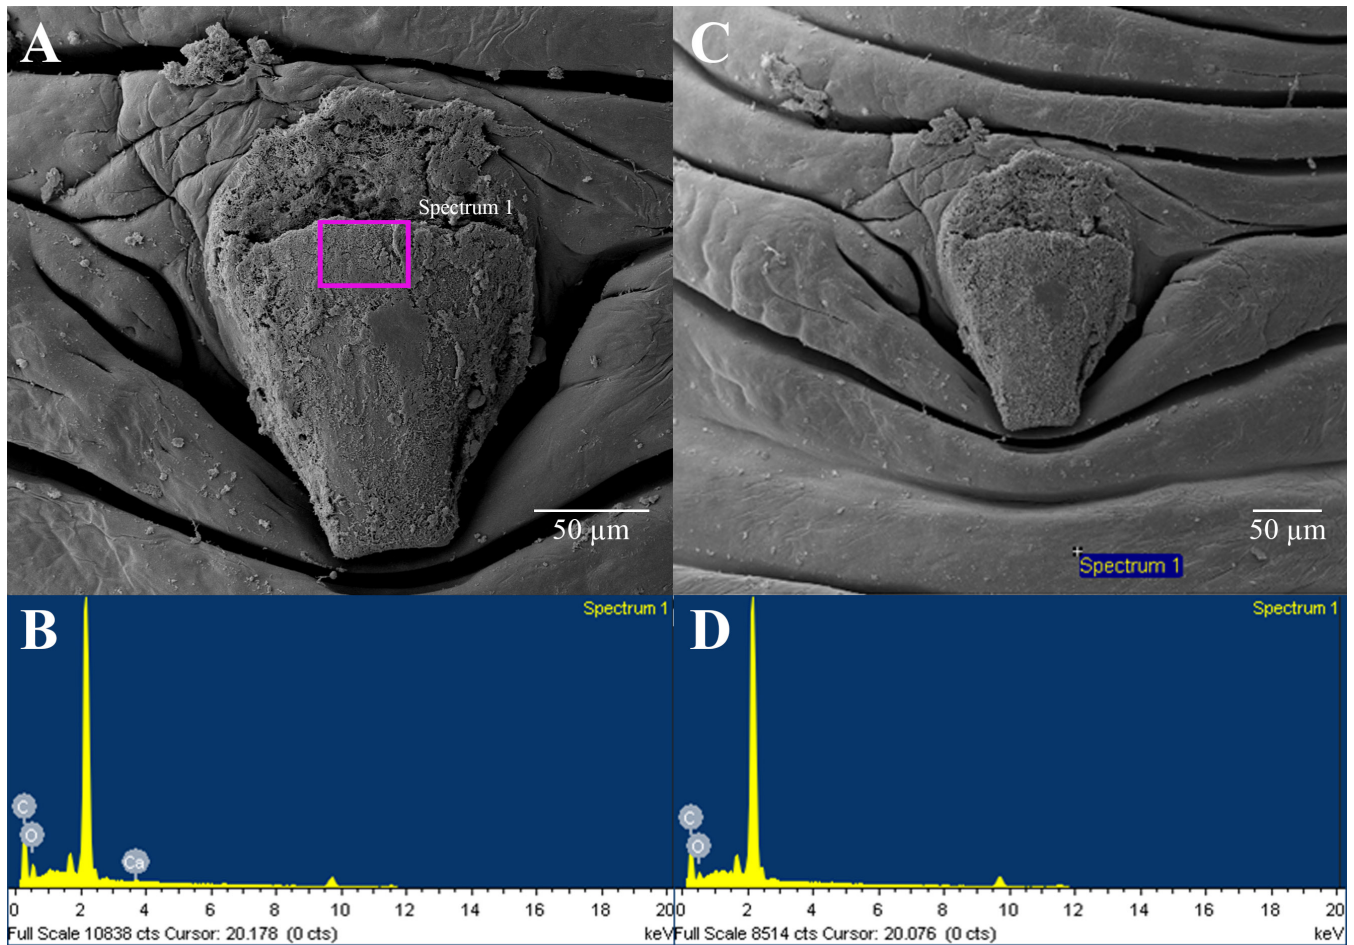 A
Spectrum 1
50 µm
C
50 µm
Spectrum 1
B
Spectrum 1
C
O
Ca
0 2 4 6 8 10 12 14 16 18 20
Full Scale 10838 cts Cursor: 20.178 (0 cts) keV
D
Spectrum 1
C
O
0 2 4 6 8 10 12 14 16 18 20
Full Scale 8514 cts Cursor: 20.076 (0 cts) keV